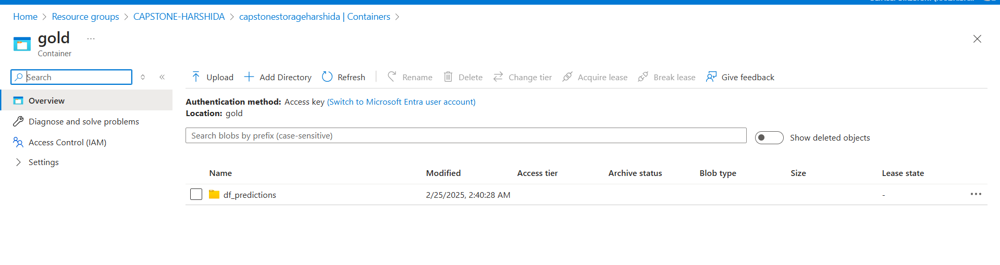 Home > Resource groups > CAPSTONE-HARSHIDA > capstonestorageharshida | Containers >
gold ...
Container
Search
Upload Add Directory Refresh Rename Delete Change tier Acquire lease Break lease Give feedback
Overview
Diagnose and solve problems
Access Control (IAM)
Settings
Authentication method: Access key (Switch to Microsoft Entra user account)
Location: gold
Search blobs by prefix (case-sensitive)
Show deleted objects
Name Modified Access tier Archive status Blob type Size Lease state
df_predictions 2/25/2025, 2:40:28 AM -